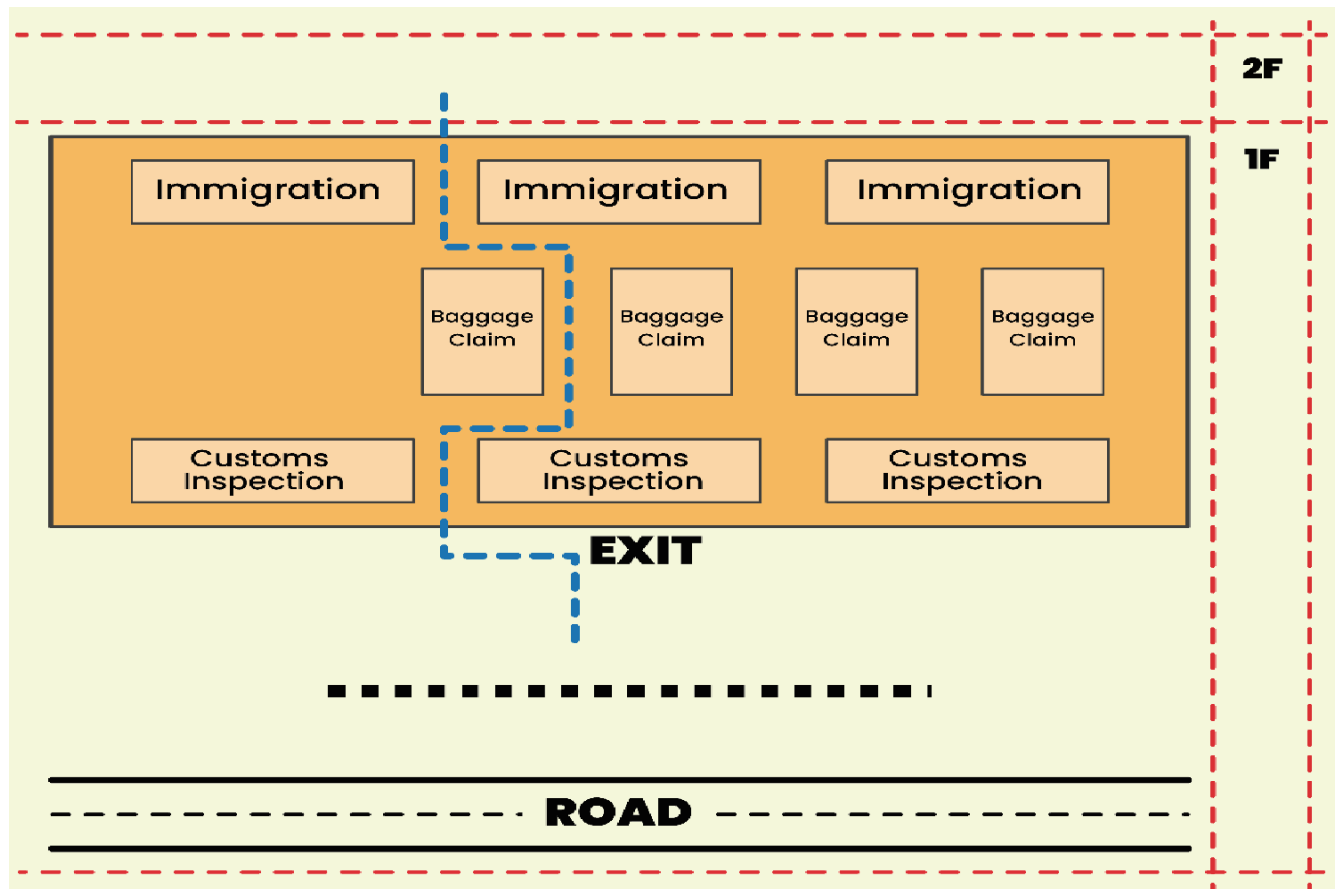 2F
1F
Immigration
Immigration
Immigration
Baggage
Claim
Baggage
Claim
Baggage
Claim
Baggage
Claim
Customs
Inspection
Customs
Inspection
Customs
Inspection
EXIT
ROAD